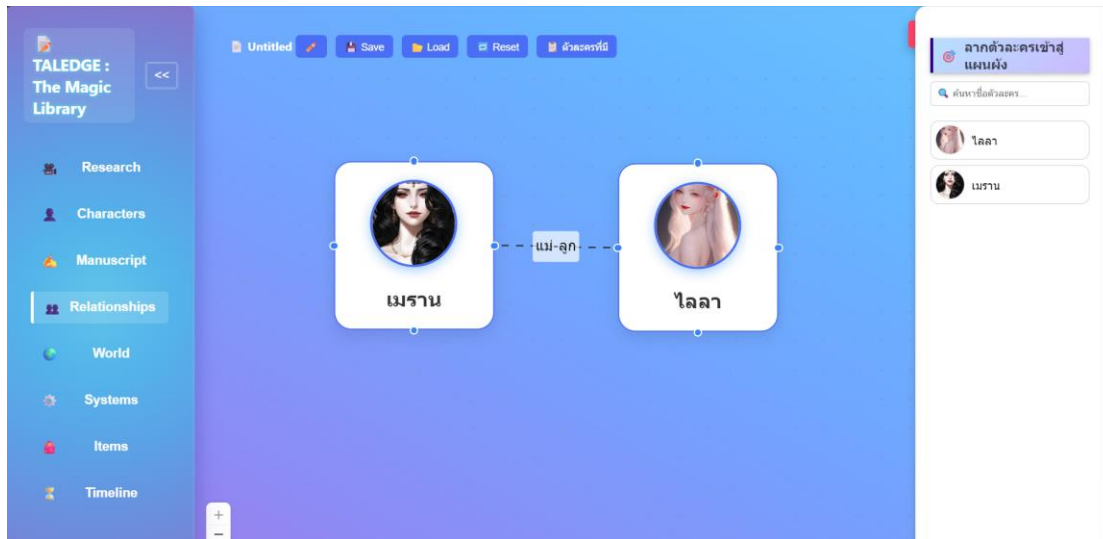 TALEDGE :
The Magic
Library
<<
Research
Characters
Manuscript
Relationships
World
Systems
Items
Timeline
Untitled
Save
Load
Reset
ตัวละครที่มี
เมราน
แม่-ลูก
ไลลา
+
−
ลากตัวละครเข้าสู่
แผนผัง
ค้นหาชื่อตัวละคร...
ไลลา
เมราน